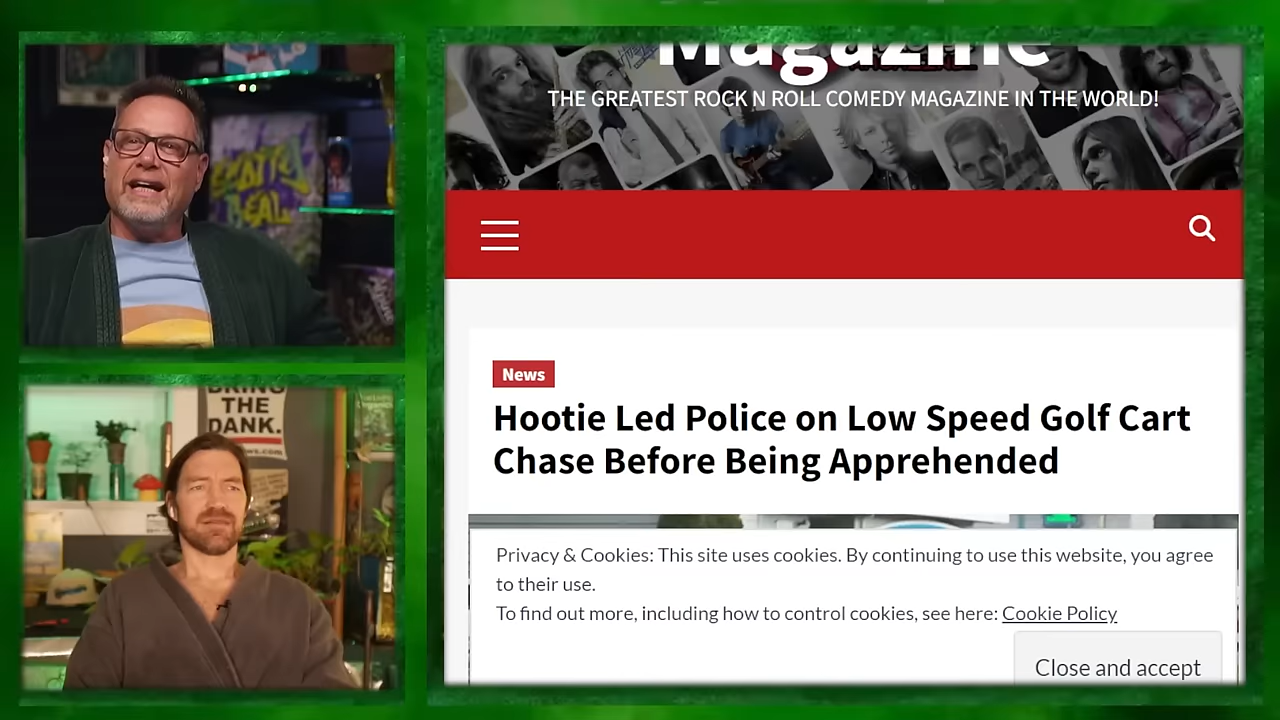 Magazine
THE GREATEST ROCK N ROLL COMEDY MAGAZINE IN THE WORLD!
News
Hootie Led Police on Low Speed Golf Cart
Chase Before Being Apprehended
Privacy & Cookies: This site uses cookies. By continuing to use this website, you agree
to their use.
To find out more, including how to control cookies, see here: Cookie Policy
Close and accept
SCOTTY
REAL
BRING
THE
DANK.